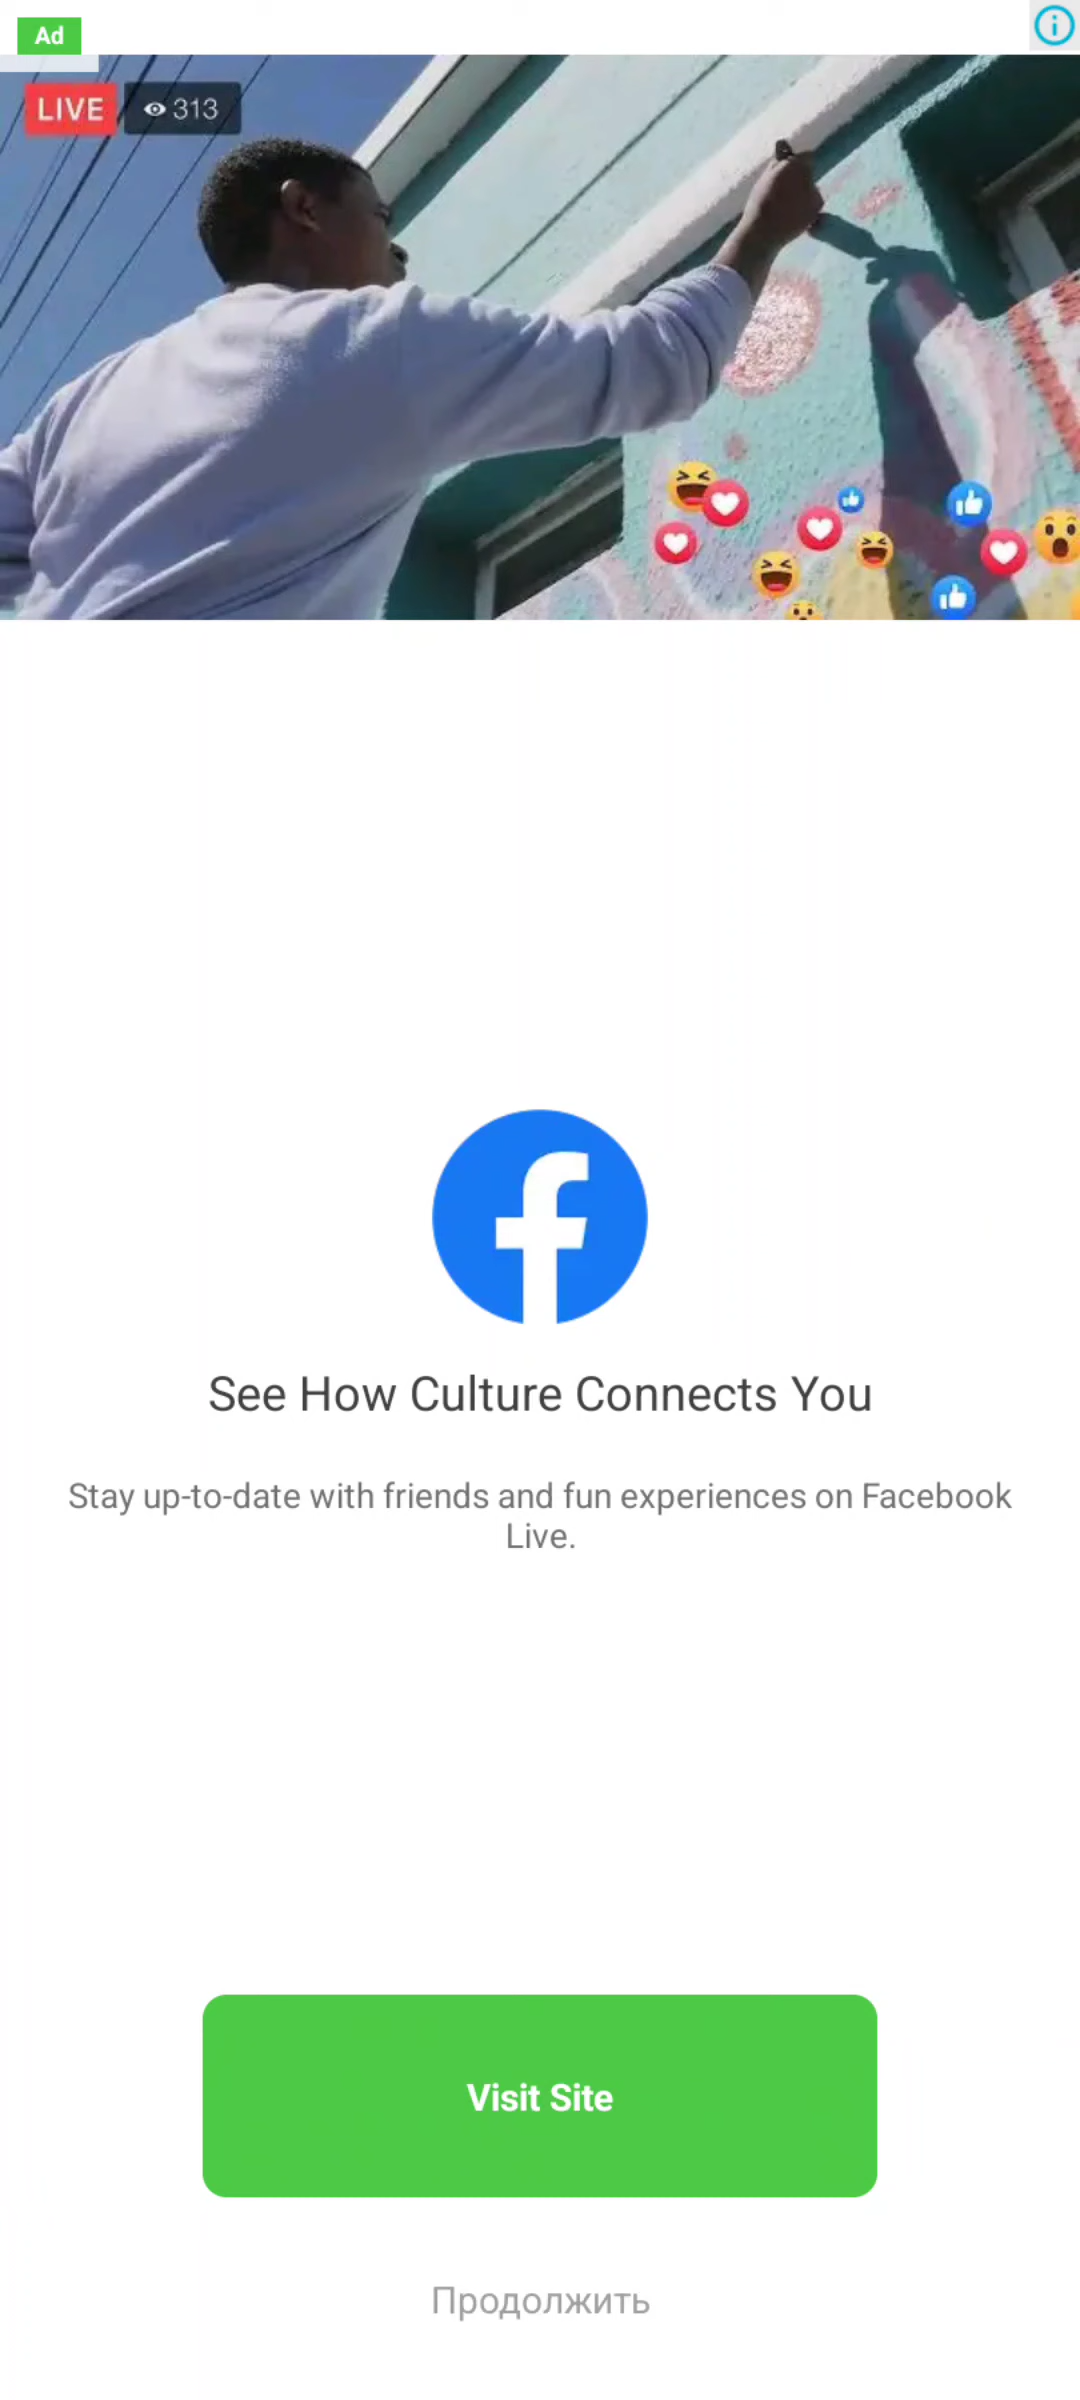 Ad
LIVE 313
See How Culture Connects You
Stay up-to-date with friends and fun experiences on Facebook
Live.
Visit Site
Продолжить